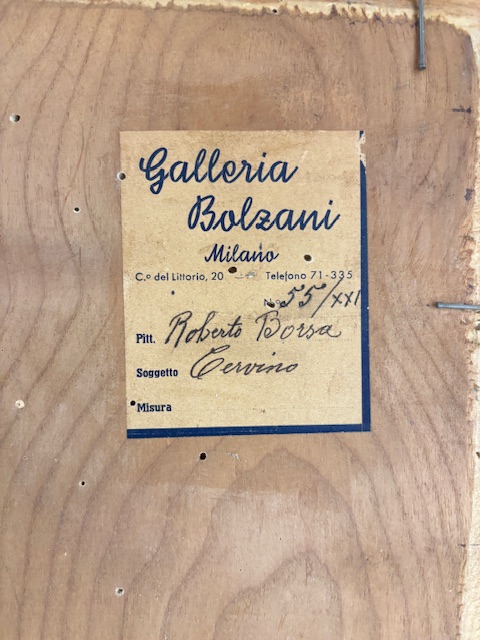 Galleria
Bolzani
Milano
C.º del Littorio, 20 Telefono 71-335
N.º 55/XXI
Pitt. Roberto Borsa
Soggetto Cervino
Misura